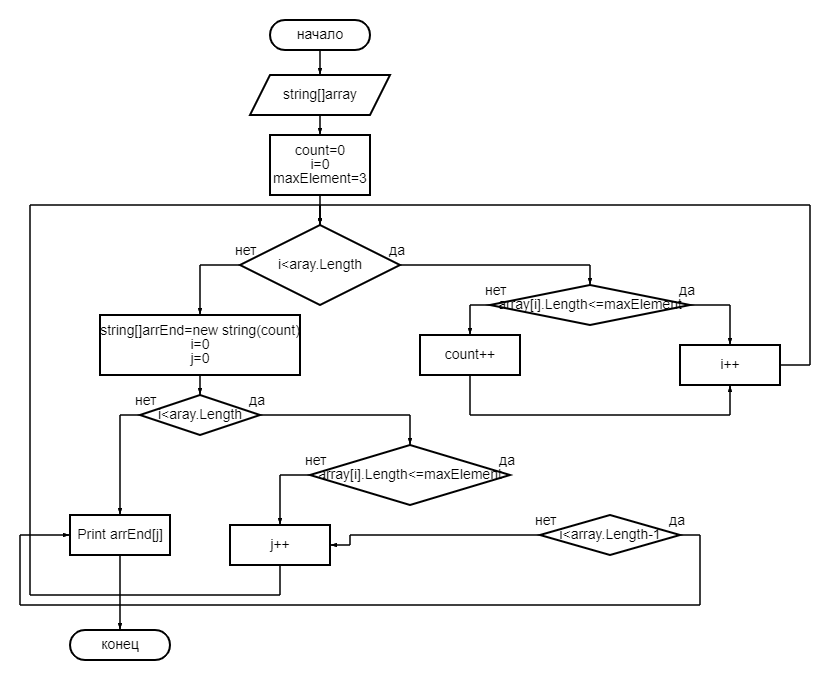 начало
string[]array
count=0
i=0
maxElement=3
нет
да
i<aray.Length
нет
да
array[i].Length<=maxElement
string[]arrEnd=new string(count)
i=0
j=0
count++
i++
нет
да
i<aray.Length
нет
да
array[i].Length<=maxElement
нет
да
Print arrEnd[j]
j++
i<array.Length-1
конец